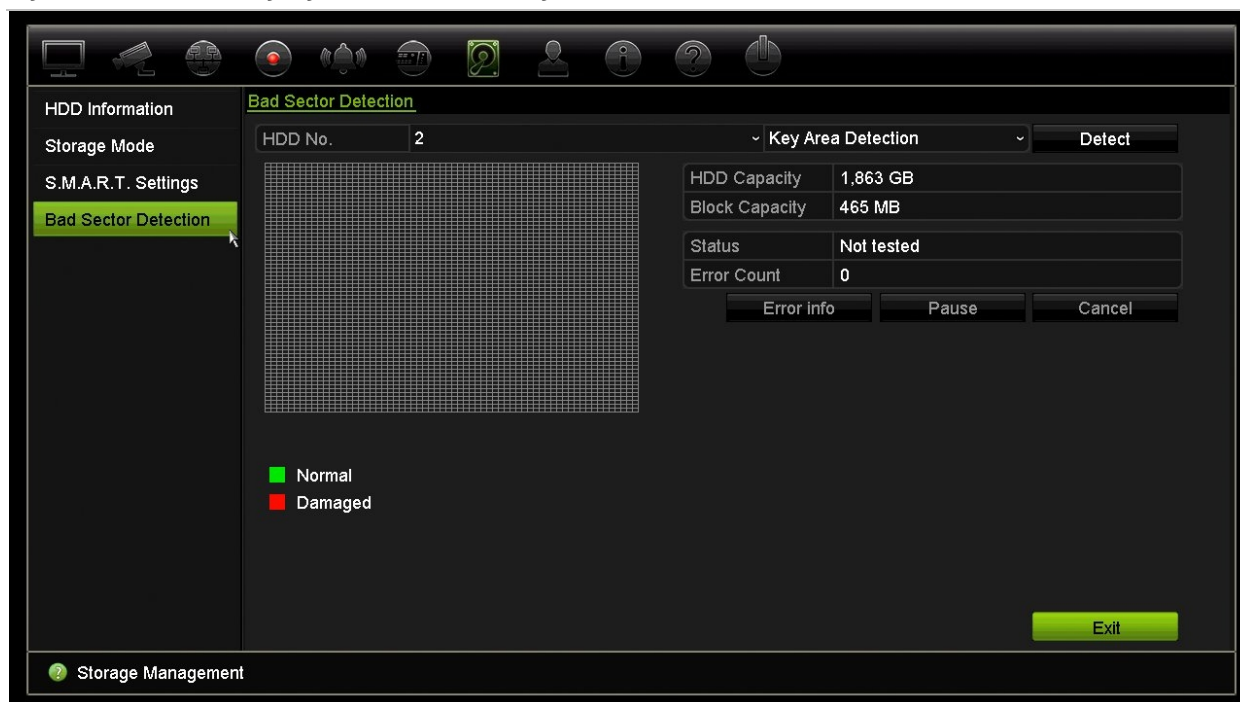 HDD Information
Storage Mode
S.M.A.R.T. Settings
Bad Sector Detection
Bad Sector Detection
HDD No. 2 Key Area Detection Detect
HDD Capacity 1,863 GB
Block Capacity 465 MB
Status Not tested
Error Count 0
Error info Pause Cancel
Normal
Damaged
Exit
Storage Management